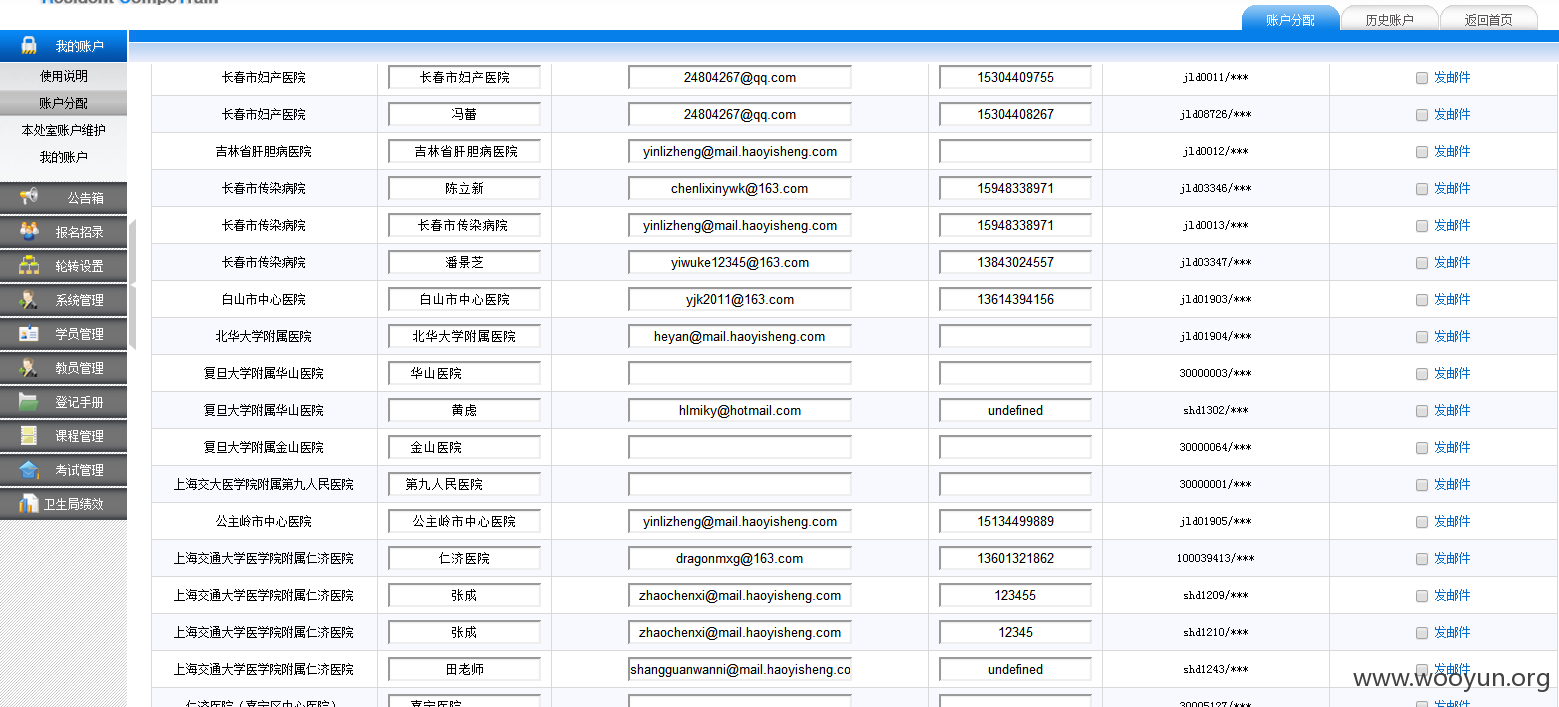 Resident CompeTrain
账户分配 历史账户 返回首页
我的账户
使用说明
账户分配
本处室账户维护
我的账户
公告箱
报名招录
轮转设置
系统管理
学员管理
教员管理
登记手册
课程管理
考试管理
卫生局绩效
长春市妇产医院 长春市妇产医院 24804267@qq.com 15304409755 jld0011/*** 发邮件
长春市妇产医院 冯蕾 24804267@qq.com 15304408267 jld08726/*** 发邮件
吉林省肝胆病医院 吉林省肝胆病医院 yinlizheng@mail.haoyisheng.com jld0012/*** 发邮件
长春市传染病院 陈立新 chenlixinywk@163.com 15948338971 jld03346/*** 发邮件
长春市传染病院 长春市传染病院 yinlizheng@mail.haoyisheng.com 15948338971 jld0013/*** 发邮件
长春市传染病院 潘景芝 yiwuke12345@163.com 13843024557 jld03347/*** 发邮件
白山市中心医院 白山市中心医院 yjk2011@163.com 13614394156 jld01903/*** 发邮件
北华大学附属医院 北华大学附属医院 heyan@mail.haoyisheng.com jld01904/*** 发邮件
复旦大学附属华山医院 华山医院 30000003/*** 发邮件
复旦大学附属华山医院 黄虑 hlmiky@hotmail.com undefined shd1302/*** 发邮件
复旦大学附属金山医院 金山医院 30000064/*** 发邮件
上海交大医学院附属第九人民医院 第九人民医院 30000001/*** 发邮件
公主岭市中心医院 公主岭市中心医院 yinlizheng@mail.haoyisheng.com 15134499889 jld01905/*** 发邮件
上海交通大学医学院附属仁济医院 仁济医院 dragonmxg@163.com 13601321862 100039413/*** 发邮件
上海交通大学医学院附属仁济医院 张成 zhaochenxi@mail.haoyisheng.com 123455 shd1209/*** 发邮件
上海交通大学医学院附属仁济医院 张成 zhaochenxi@mail.haoyisheng.com 12345 shd1210/*** 发邮件
上海交通大学医学院附属仁济医院 田老师 shangguanwanni@mail.haoyisheng.co undefined shd1243/*** 发邮件
仁济医院（嘉定区中心医院） 嘉定医院 30005127/*** 发邮件
www.wooyun.org